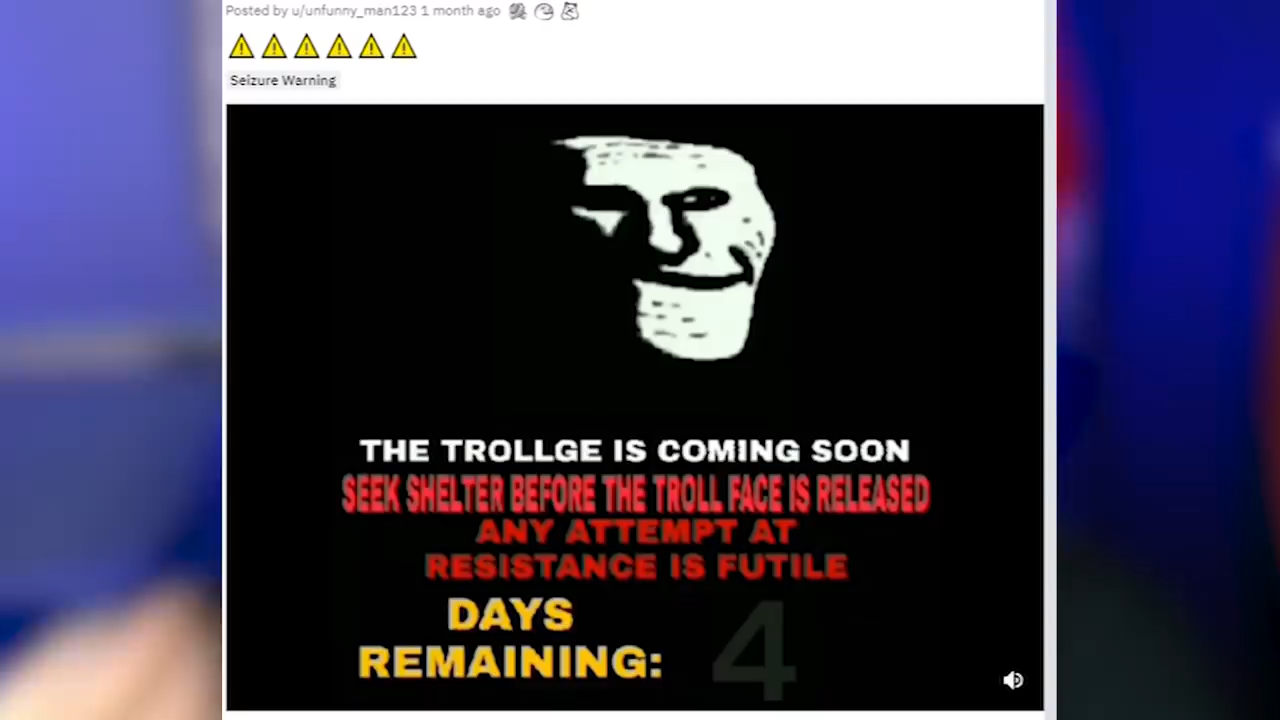 Posted by u/unfunny_man123 1 month ago
Seizure Warning
THE TROLLGE IS COMING SOON
SEEK SHELTER BEFORE THE TROLL FACE IS RELEASED
ANY ATTEMPT AT
RESISTANCE IS FUTILE
DAYS
REMAINING: 4